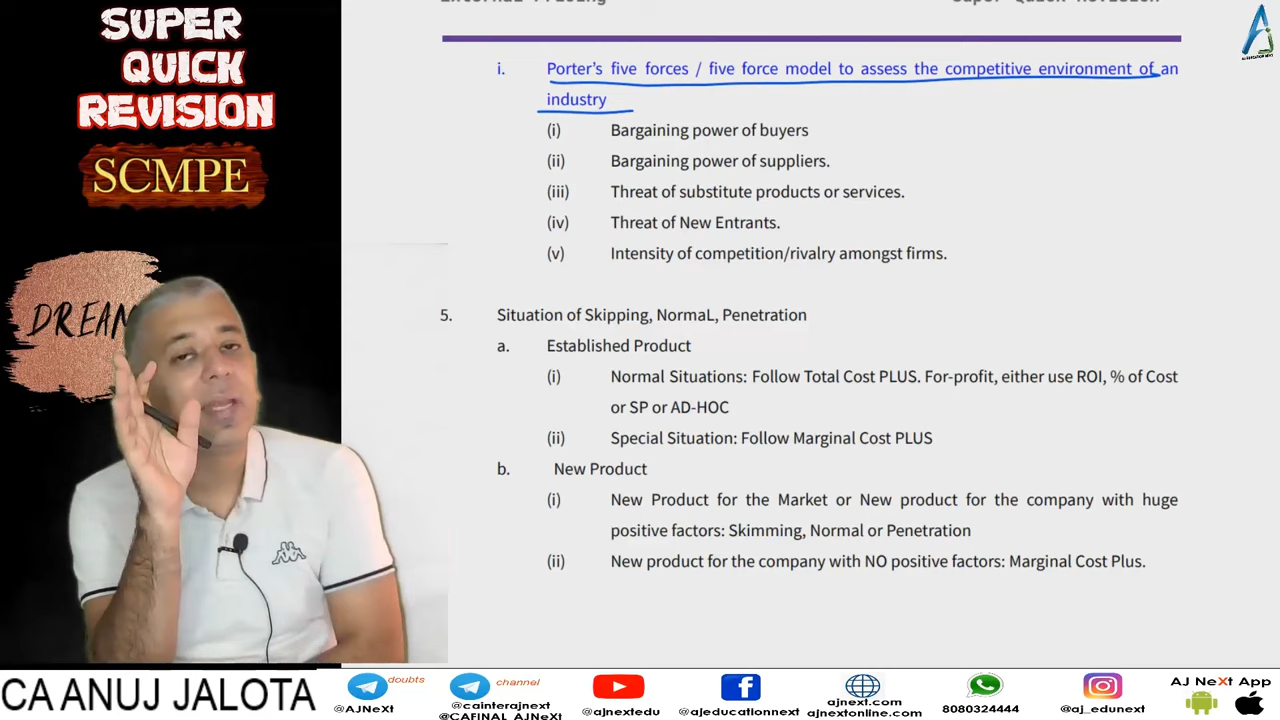 SUPER
QUICK
REVISION
SCMPE
DREAM
i. Porter's five forces / five force model to assess the competitive environment of an
industry
(i) Bargaining power of buyers
(ii) Bargaining power of suppliers.
(iii) Threat of substitute products or services.
(iv) Threat of New Entrants.
(v) Intensity of competition/rivalry amongst firms.
5. Situation of Skipping, NormaL, Penetration
a. Established Product
(i) Normal Situations: Follow Total Cost PLUS. For-profit, either use ROI, % of Cost
or SP or AD-HOC
(ii) Special Situation: Follow Marginal Cost PLUS
b. New Product
(i) New Product for the Market or New product for the company with huge
positive factors: Skimming, Normal or Penetration
(ii) New product for the company with NO positive factors: Marginal Cost Plus.
CA ANUJ JALOTA
doubts
@AJNeXt
channel
@cainterajnext
@CAFINAL_AJNeXt
@ajnextedu
@ajeducationnext
ajnext.com
ajnextonline.com
8080324444
@aj_edunext
AJ NeXt App